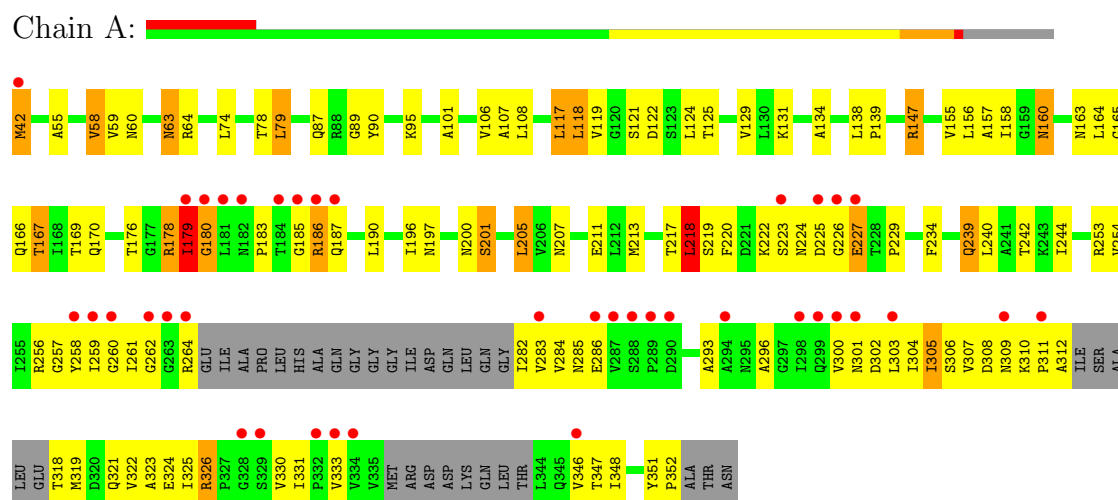 Chain A:
M42 A55 V58 V59 N60 N63 R64 L74 T78 L79 Q87 R88 G89 Y90 K95 A101 V106 A107 L108 L117 L118 V119 G120 S121 D122 S123 L124 T125 V129 L130 K131 A134 L138 P139 R147 V155 L156 A157 I158 G159 N160 N163 L164 G165
Q166 T167 I168 T169 Q170 T176 G177 R178 I179 G180 L181 N182 P183 T184 G185 R186 Q187 L190 I196 N197 N200 S201 L205 V206 N207 E211 L212 M213 T217 L218 S219 F220 D221 K222 S223 N224 D225 G226 E227 T228 P229 F234 Q239 L240 A241 T242 K243 I244 R253 V254
I255 R256 G257 Y258 I259 G260 I261 G262 G263 R264 GLU ILE ALA PRO LEU HIS ALA GLN GLY GLY GLY ILE ASP GLN LEU GLN GLY I282 V283 V284 N285 E286 V287 S288 P289 D290 A293 A294 N295 A296 G297 I298 Q299 V300 N301 D302 L303 I304 I305 S306 V307 D308 N309 K310 P311 A312 ILE SER ALA
LEU GLU T318 M319 D320 Q321 V322 A323 E324 I325 R326 P327 G328 S329 V330 I331 P332 V333 V334 V335 MET ARG ASP ASP LYS GLN LEU THR L344 Q345 V346 T347 I348 Y351 P352 ALA THR ASN